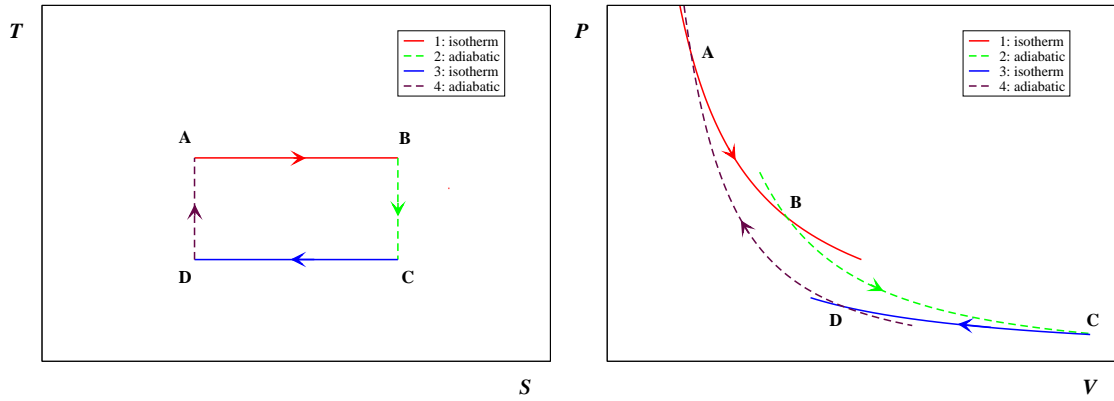 T
1: isotherm
2: adiabatic
3: isotherm
4: adiabatic
A
B
D
C
S
P
1: isotherm
2: adiabatic
3: isotherm
4: adiabatic
A
B
D
C
V